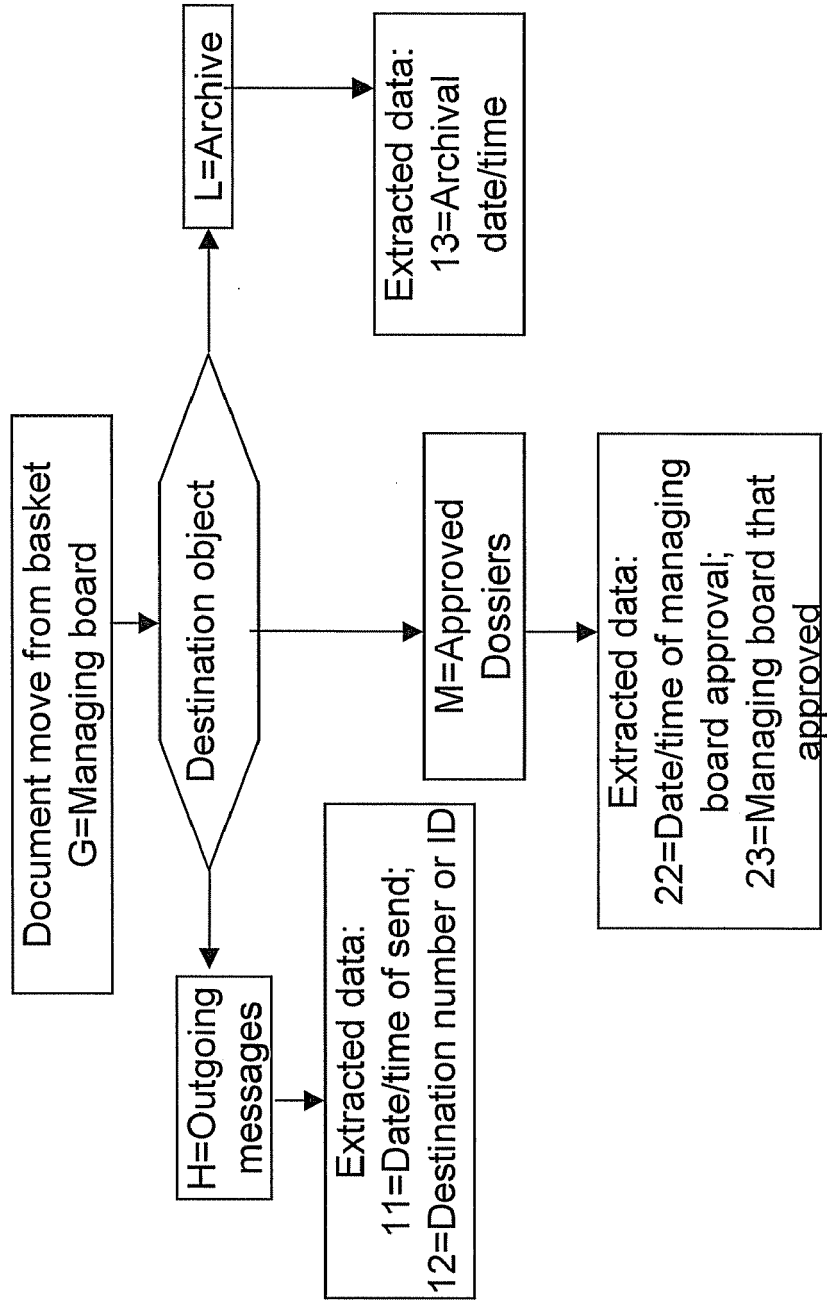 Document move from basket
G=Managing board
Destination object
H=Outgoing
messages
Extracted data:
11=Date/time of send;
12=Destination number or ID
M=Approved
Dossiers
Extracted data:
22=Date/time of managing
board approval;
23=Managing board that
approved
L=Archive
Extracted data:
13=Archival
date/time